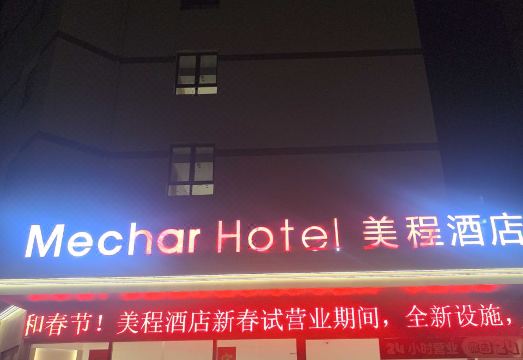 Mechar Hotel 美程酒店
和春节！美程酒店新春试营业期间，全新设施，
24小时营业